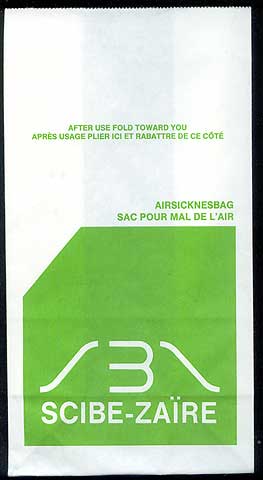 AFTER USE FOLD TOWARD YOU
APRÈS USAGE PLIER ICI ET RABATTRE DE CE CÔTÉ
AIRSICKNESBAG
SAC POUR MAL DE L'AIR
SCIBE-ZAÏRE